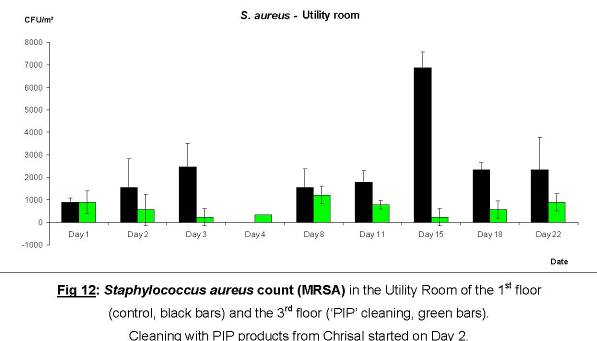 S. aureus - Utility room
CFU/m²
8000
7000
6000
5000
4000
3000
2000
1000
0
-1000
Day 1 Day 2 Day 3 Day 4 Day 8 Day 11 Day 15 Day 18 Day 22
Date
Fig 12: Staphylococcus aureus count (MRSA) in the Utility Room of the 1st floor
(control, black bars) and the 3rd floor ('PIP' cleaning, green bars).
Cleaning with PIP products from Chrisal started on Day 2.